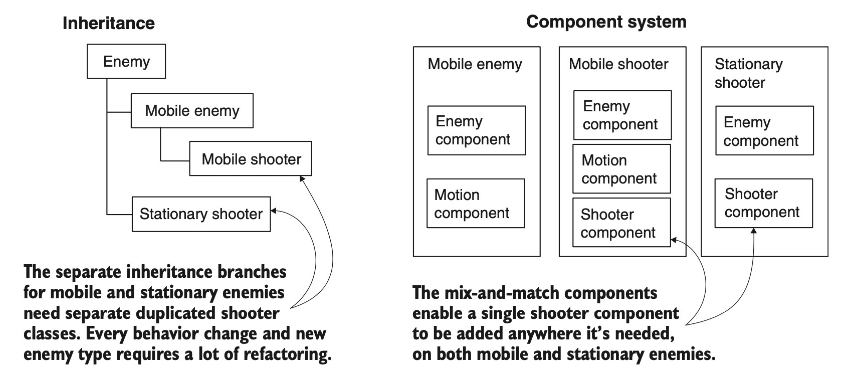 Inheritance
Enemy
Mobile enemy
Mobile shooter
Stationary shooter
The separate inheritance branches
for mobile and stationary enemies
need separate duplicated shooter
classes. Every behavior change and new
enemy type requires a lot of refactoring.
Component system
Mobile enemy
Enemy
component
Motion
component
Mobile shooter
Enemy
component
Motion
component
Shooter
component
Stationary
shooter
Enemy
component
Shooter
component
The mix-and-match components
enable a single shooter component
to be added anywhere it's needed,
on both mobile and stationary enemies.